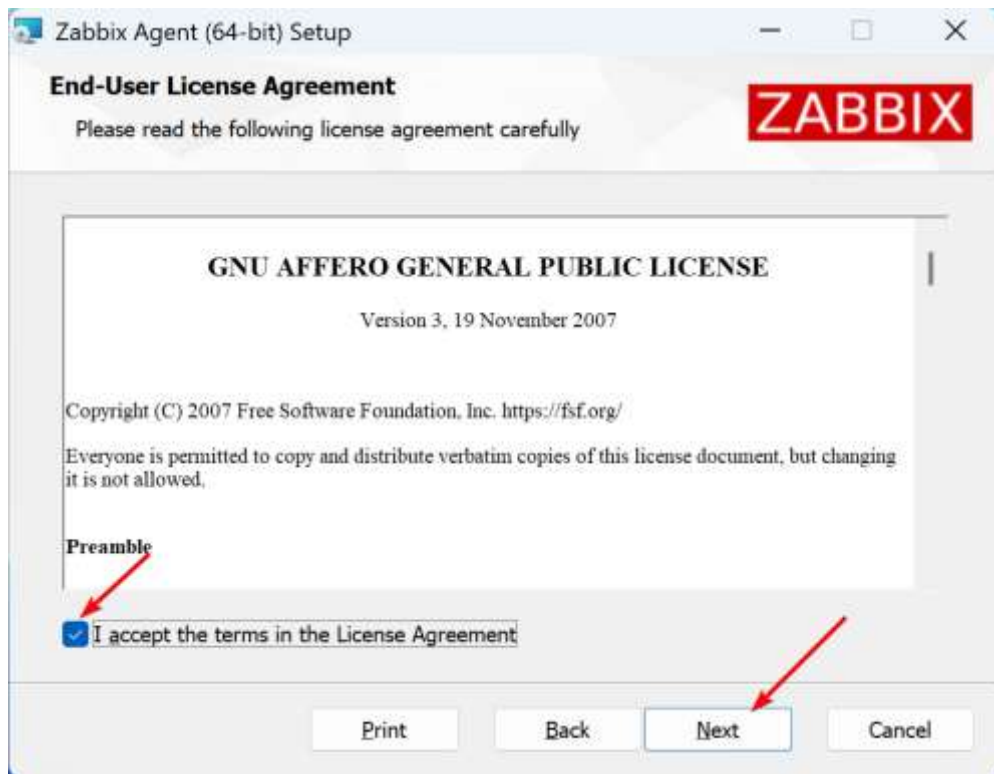 Zabbix Agent (64-bit) Setup
End-User License Agreement
Please read the following license agreement carefully
ZABBIX
GNU AFFERO GENERAL PUBLIC LICENSE
Version 3, 19 November 2007
Copyright (C) 2007 Free Software Foundation, Inc. https://fsf.org/
Everyone is permitted to copy and distribute verbatim copies of this license document, but changing
it is not allowed.
Preamble
I accept the terms in the License Agreement
Print
Back
Next
Cancel